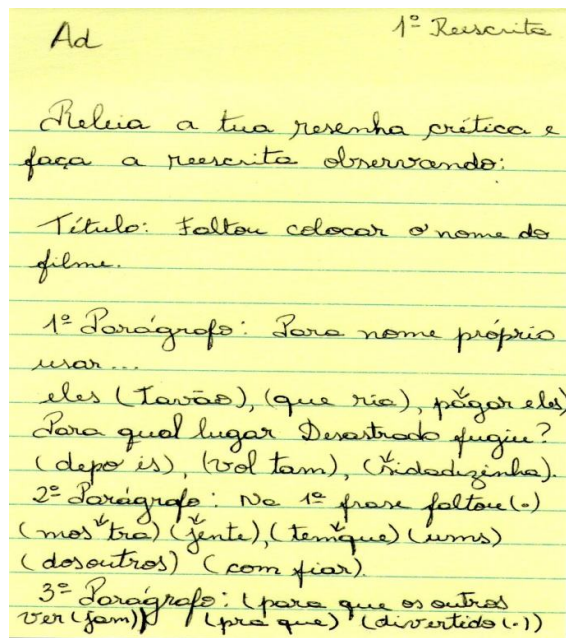 Ad 1ª Reescrita
Releia a tua resenha crítica e
faça a reescrita observando:
Título: Faltou colocar o nome do
filme.
1º Parágrafo: Para nome próprio
usar...
eles (Tavão), (que ria), págar eles)
Para qual lugar Desastrado fugiu?
(depo is), (vol tam), (sidadizinha).
2º Parágrafo: Na 1ª frase faltou (.)
(mos tra) (jente), (temque) (ums)
(dosoutros) (com fiar).
3º Parágrafo: (para que os outros
ver (jam)) (pra que) (divertido (.))